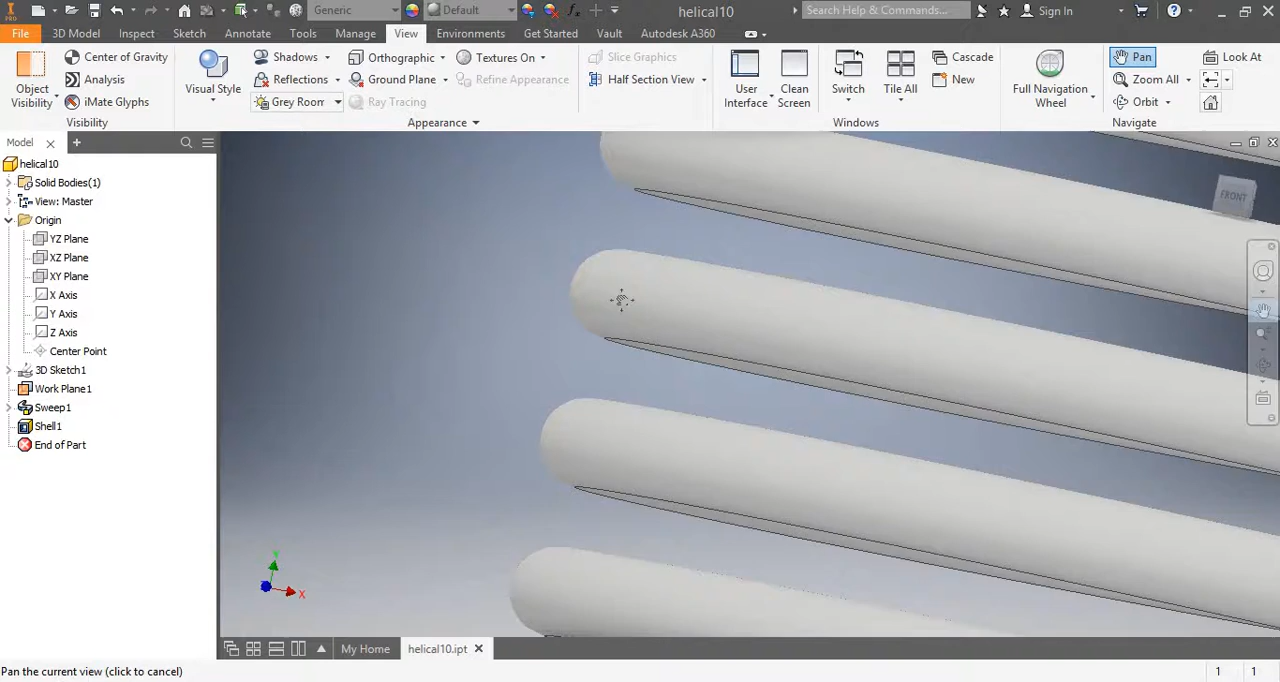 PRO
Generic
Default
helical10
Search Help & Commands...
Sign In
File
3D Model
Inspect
Sketch
Annotate
Tools
Manage
View
Environments
Get Started
Vault
Autodesk A360
Object Visibility
Center of Gravity
Analysis
iMate Glyphs
Visibility
Visual Style
Shadows
Reflections
Grey Room
Orthographic
Ground Plane
Ray Tracing
Textures On
Refine Appearance
Appearance
Slice Graphics
Half Section View
User Interface
Clean Screen
Switch
Tile All
Cascade
New
Windows
Full Navigation Wheel
Pan
Zoom All
Orbit
Look At
Navigate
Model
helical10
Solid Bodies(1)
View: Master
Origin
YZ Plane
XZ Plane
XY Plane
X Axis
Y Axis
Z Axis
Center Point
3D Sketch1
Work Plane1
Sweep1
Shell1
End of Part
FRONT
Y
X
My Home
helical10.ipt
Pan the current view (click to cancel)
1
1